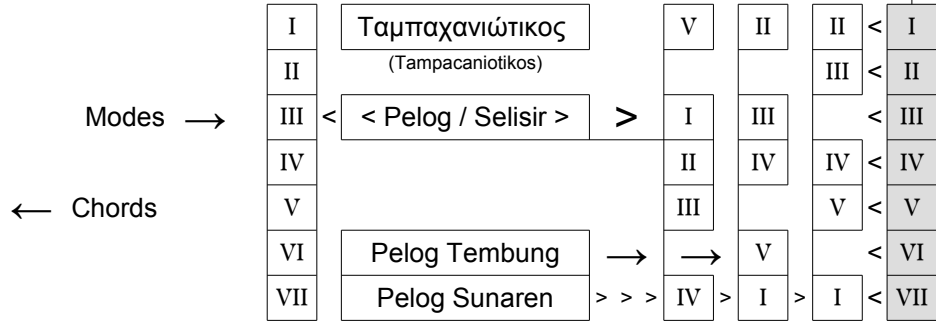 I Ταμπαχανιώτικος V II II < I
II (Tampacaniotikos) III < II
Modes → III < < Pelog / Selisir > > I III < III
IV II IV IV < IV
← Chords V III V < V
VI Pelog Tembung → → V < VI
VII Pelog Sunaren > > > IV > I > I < VII